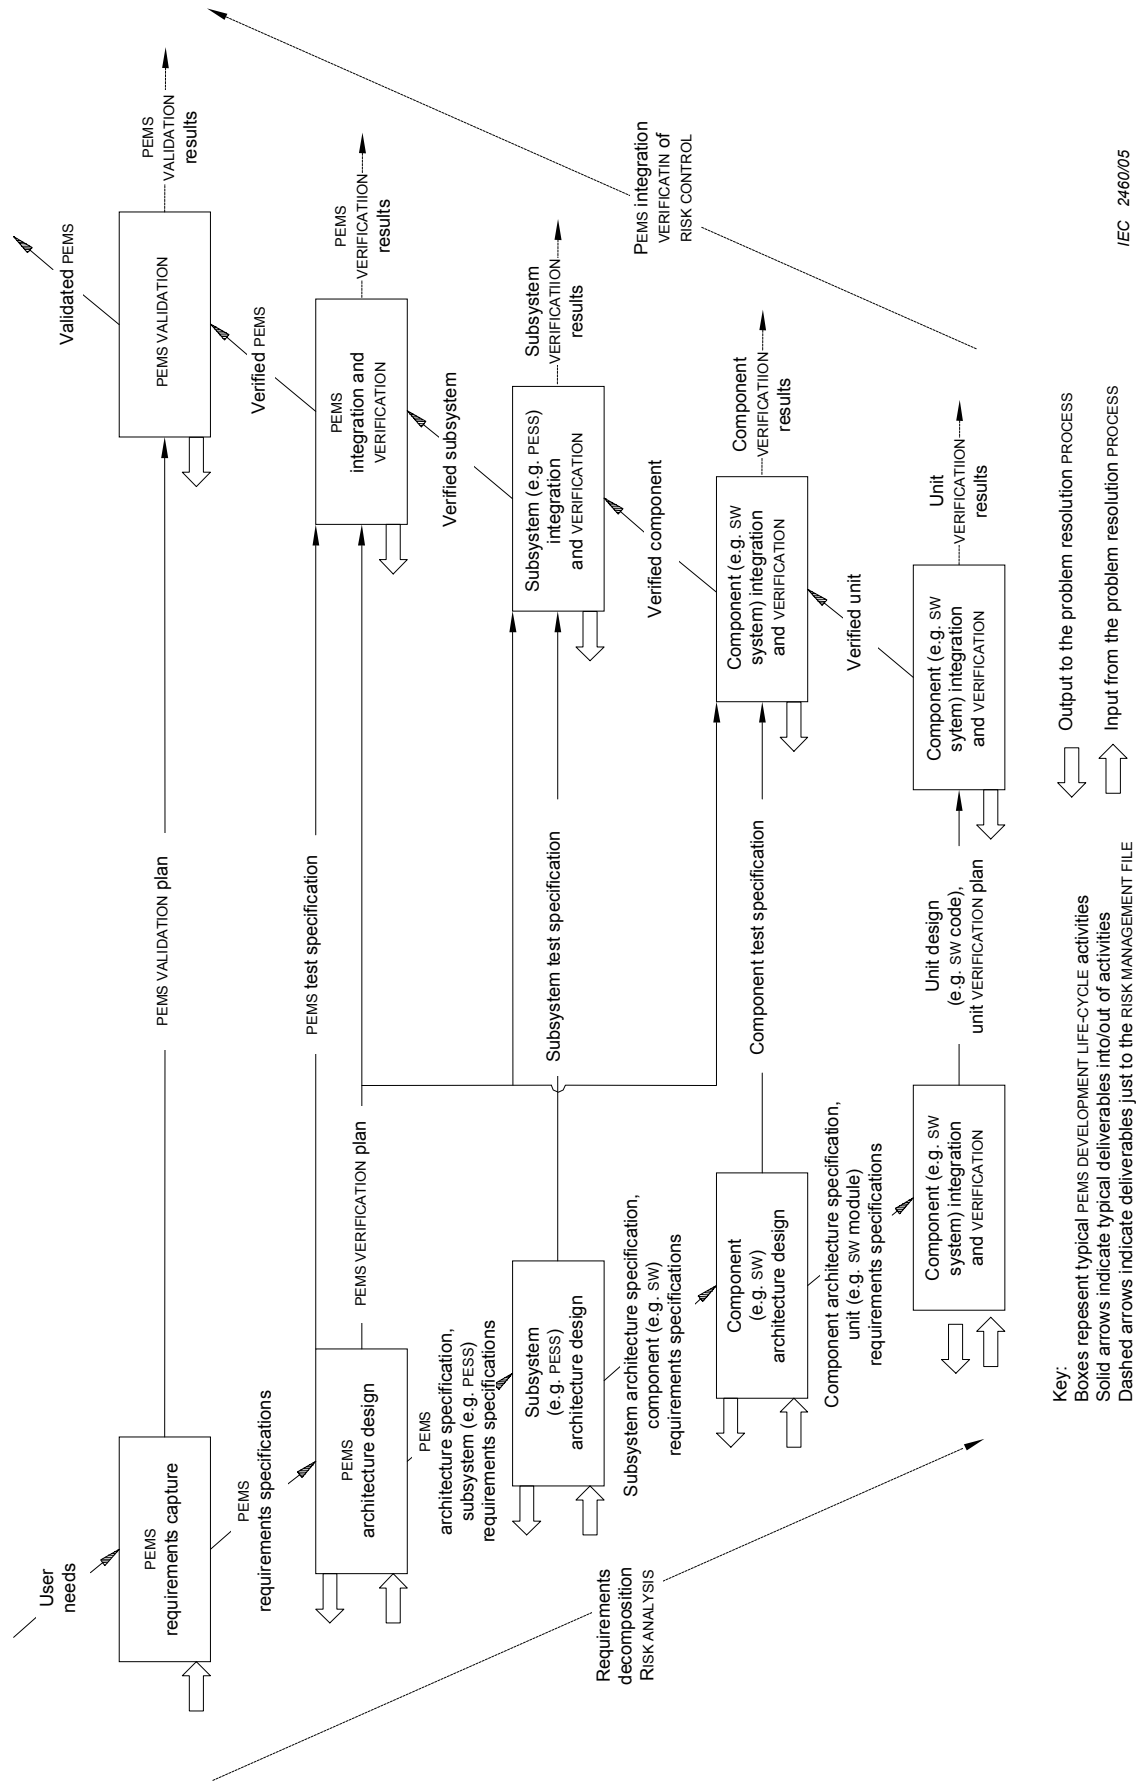 User
needs
PEMS
requirements capture
PEMS VALIDATION plan
PEMS VALIDATION
Validated PEMS
PEMS
VALIDATION
results
PEMS
requirements specifications
Verified PEMS
PEMS
architecture design
PEMS test specification
PEMS VERIFICATION plan
PEMS
integration and
VERIFICATION
PEMS
VERIFICATIION
results
PEMS
architecture specification,
subsystem (e.g. PESS)
requirements specifications
Verified subsystem
Subsystem
(e.g. PESS)
architecture design
Subsystem test specification
Subsystem (e.g. PESS)
integration
and VERIFICATION
Subsystem
VERIFICATIION
results
Subsystem architecture specification,
component (e.g. SW)
requirements specifications
Verified component
Component
(e.g. SW)
architecture design
Component test specification
Component (e.g. SW
system) integration
and VERIFICATION
Component
VERIFICATIION
results
Component architecture specification,
unit (e.g. SW module)
requirements specifications
Verified unit
Component (e.g. SW
system) integration
and VERIFICATION
Unit design
(e.g. SW code),
unit VERIFICATION plan
Component (e.g. SW
sytem) integration
and VERIFICATION
Unit
VERIFICATIION
results
Requirements
decomposition
RISK ANALYSIS
PEMS integration
VERIFICATIN of
RISK CONTROL
Key:
Boxes repesent typical PEMS DEVELOPMENT LIFE-CYCLE activities
Solid arrows indicate typical deliverables into/out of activities
Dashed arrows indicate deliverables just to the RISK MANAGEMENT FILE
Output to the problem resolution PROCESS
Input from the problem resolution PROCESS
IEC 2460/05